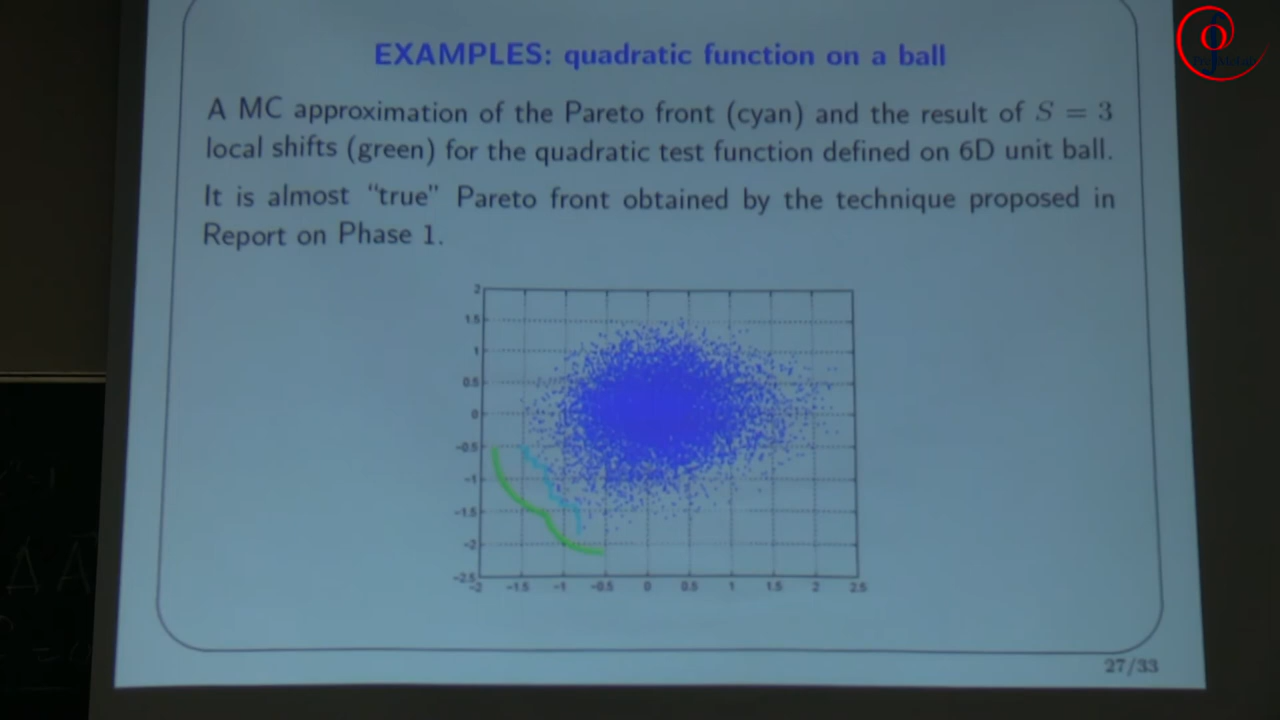 EXAMPLES: quadratic function on a ball
A MC approximation of the Pareto front (cyan) and the result of S = 3
local shifts (green) for the quadratic test function defined on 6D unit ball.
It is almost “true” Pareto front obtained by the technique proposed in
Report on Phase 1.
2
1.5
1
0.5
0
-0.5
-1
-1.5
-2
-2.5
-2 -1.5 -1 -0.5 0 0.5 1 1.5 2 2.5
27/33